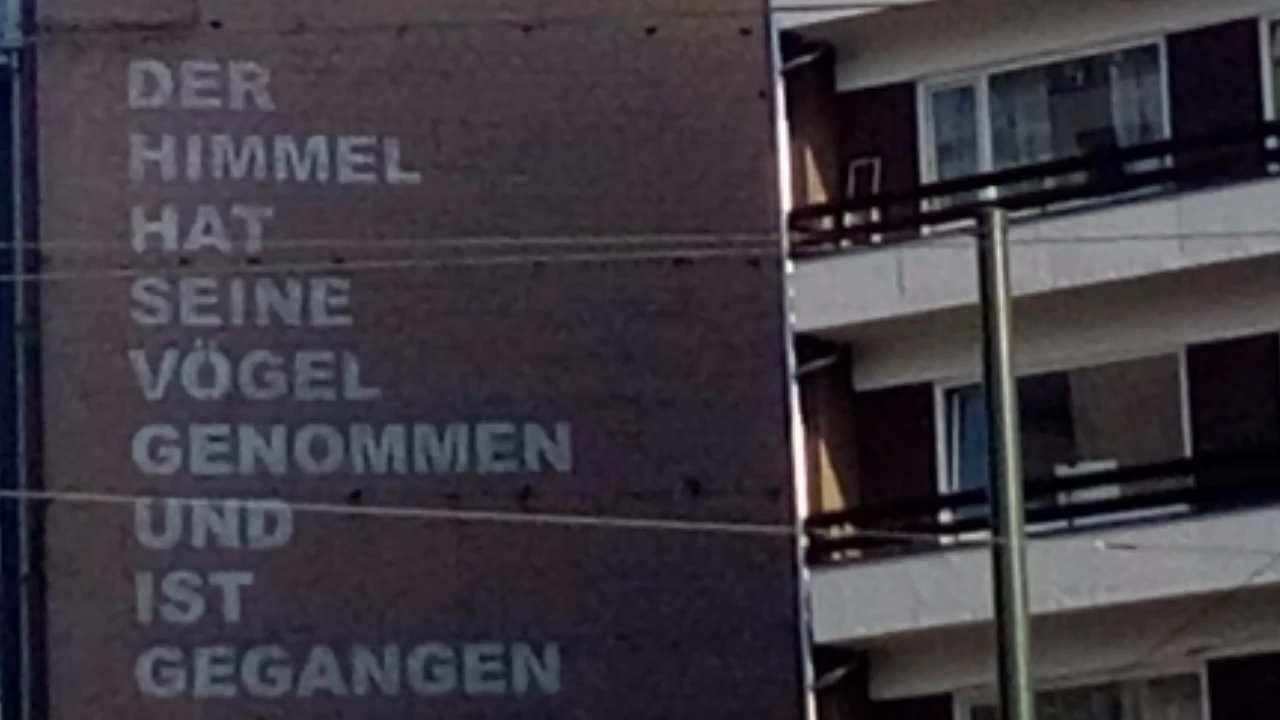 DER
HIMMEL
HAT
SEINE
VÖGEL
GENOMMEN
UND
IST
GEGANGEN